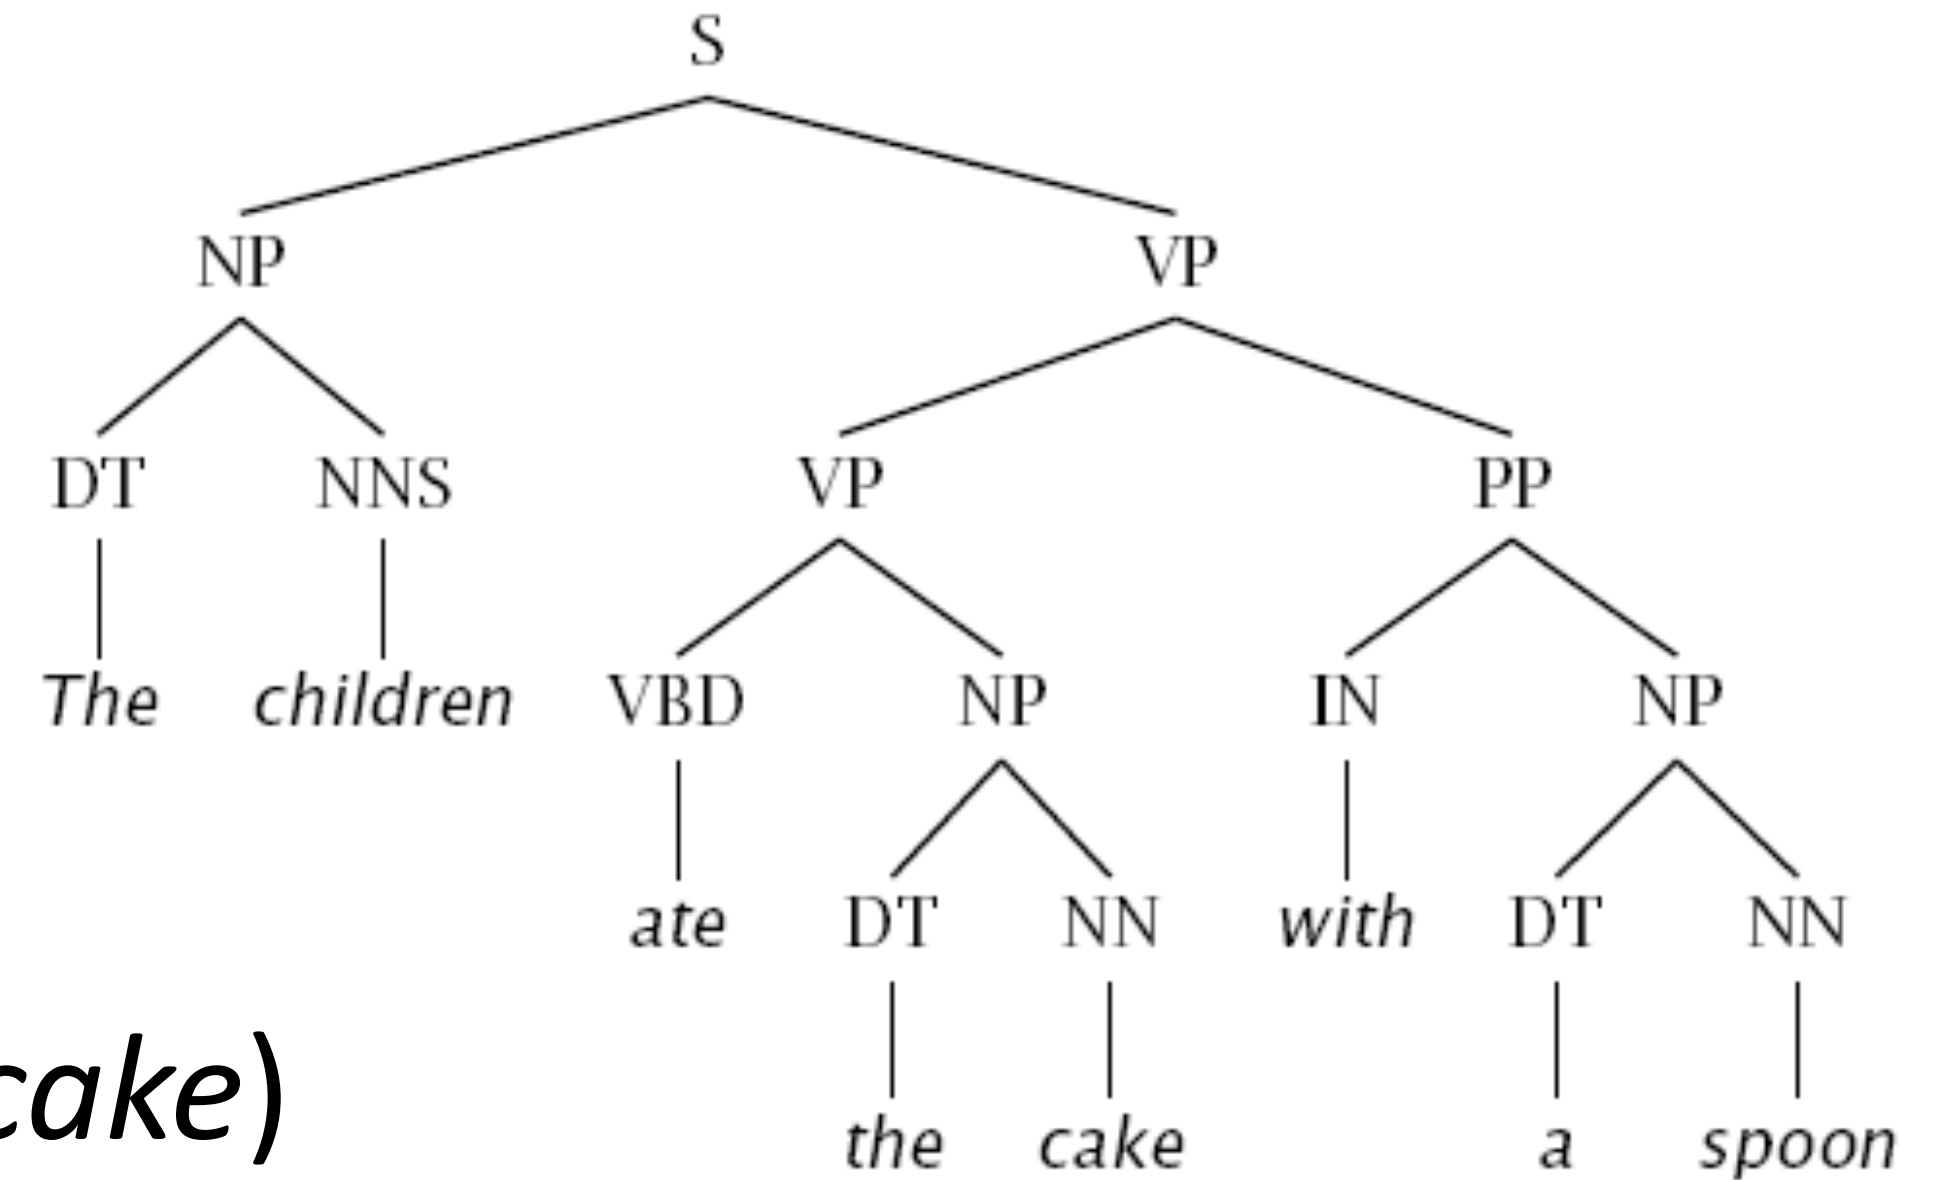 S
NP VP
DT NNS VP PP
The children VBD NP IN NP
ate DT NN with DT NN
cake)
the cake a spoon